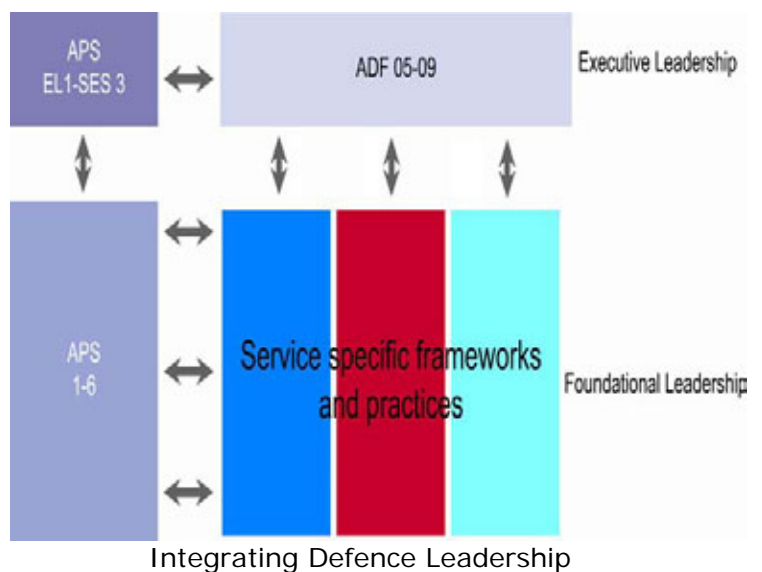 APS
EL1-SES 3
ADF 05-09
Executive Leadership
APS
1-6
Service specific frameworks
and practices
Foundational Leadership
Integrating Defence Leadership